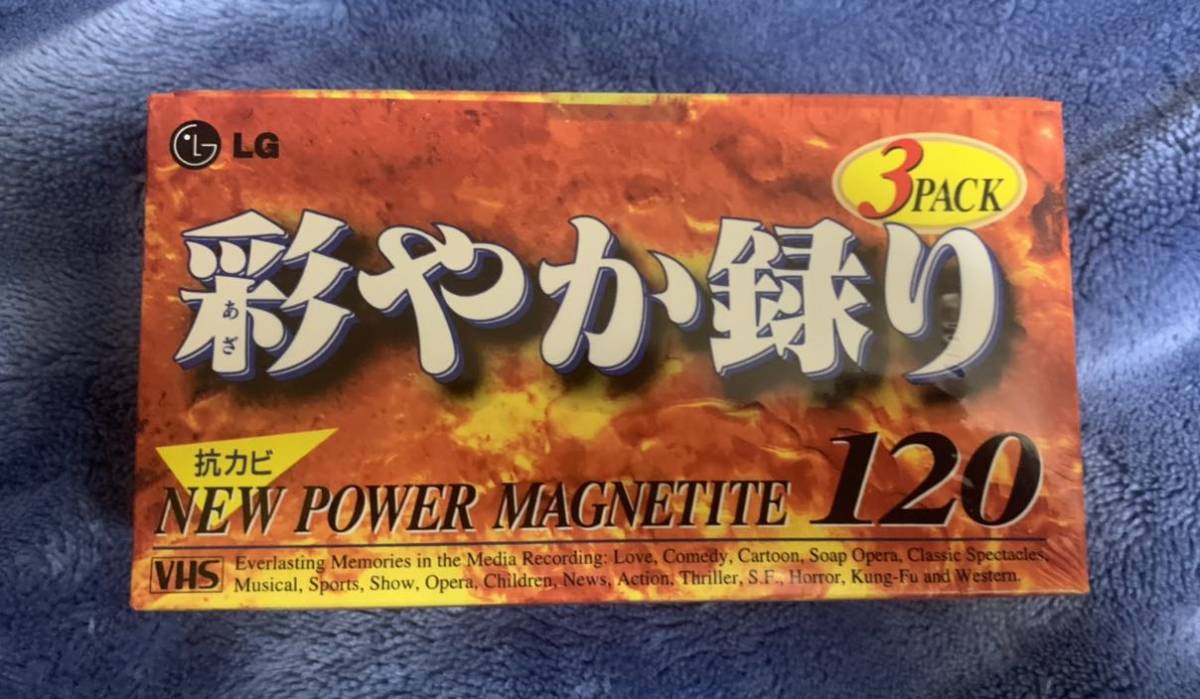 LG
3PACK
彩やか録り
あざ
抗カビ
NEW POWER MAGNETITE 120
VHS
Everlasting Memories in the Media Recording: Love, Comedy, Cartoon, Soap Opera, Classic Spectacles,
Musical, Sports, Show, Opera, Children, News, Action, Thriller, S.F., Horror, Kung-Fu and Western.